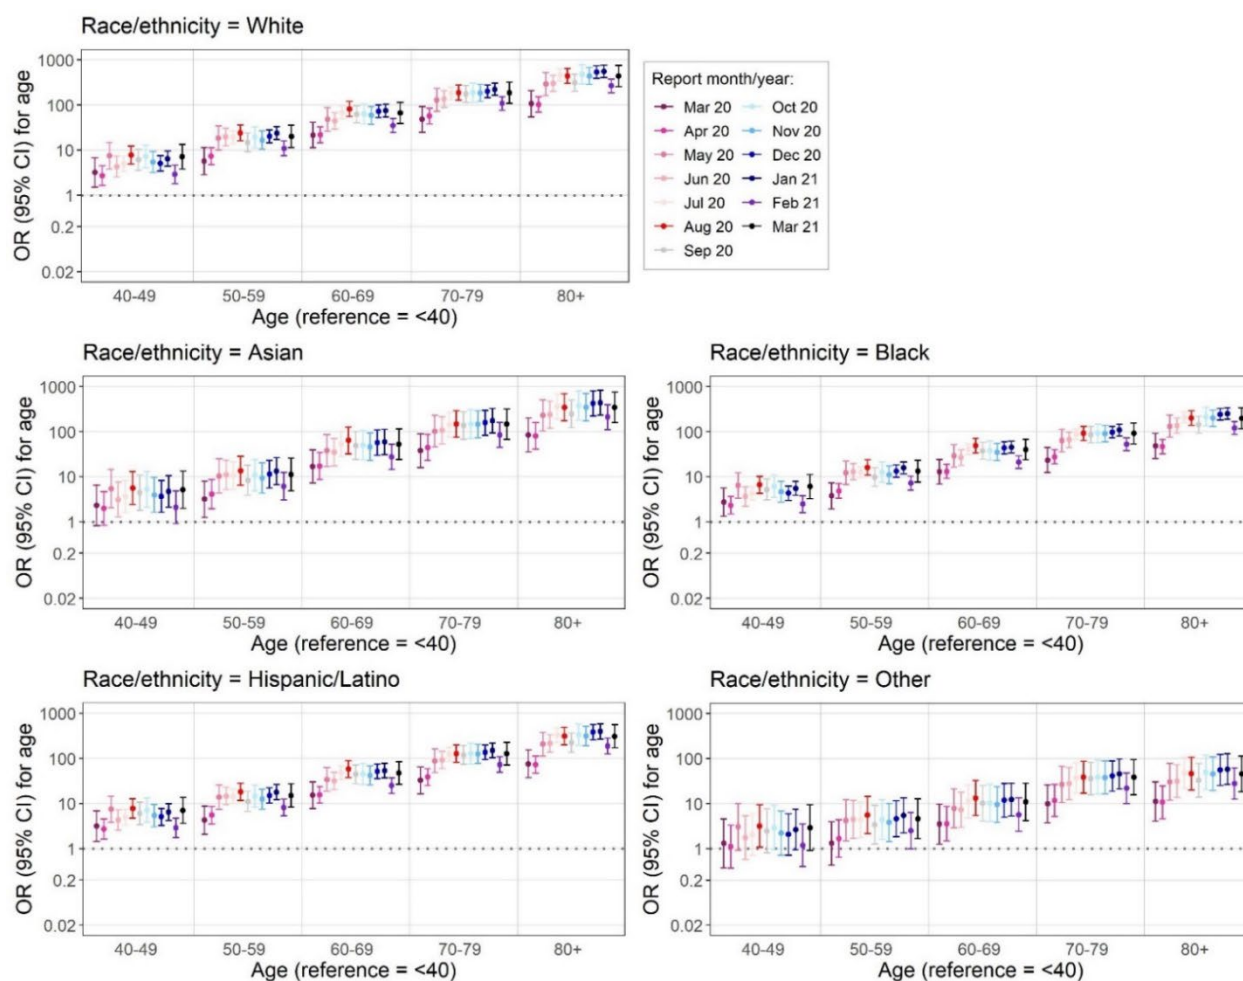 Race/ethnicity = White
OR (95% CI) for age
1000
100
10
1
0.2
0.02
40-49 50-59 60-69 70-79 80+
Age (reference = <40)
Report month/year:
Mar 20 Oct 20
Apr 20 Nov 20
May 20 Dec 20
Jun 20 Jan 21
Jul 20 Feb 21
Aug 20 Mar 21
Sep 20
Race/ethnicity = Asian
OR (95% CI) for age
1000
100
10
1
0.2
0.02
40-49 50-59 60-69 70-79 80+
Age (reference = <40)
Race/ethnicity = Black
OR (95% CI) for age
1000
100
10
1
0.2
0.02
40-49 50-59 60-69 70-79 80+
Age (reference = <40)
Race/ethnicity = Hispanic/Latino
OR (95% CI) for age
1000
100
10
1
0.2
0.02
40-49 50-59 60-69 70-79 80+
Age (reference = <40)
Race/ethnicity = Other
OR (95% CI) for age
1000
100
10
1
0.2
0.02
40-49 50-59 60-69 70-79 80+
Age (reference = <40)